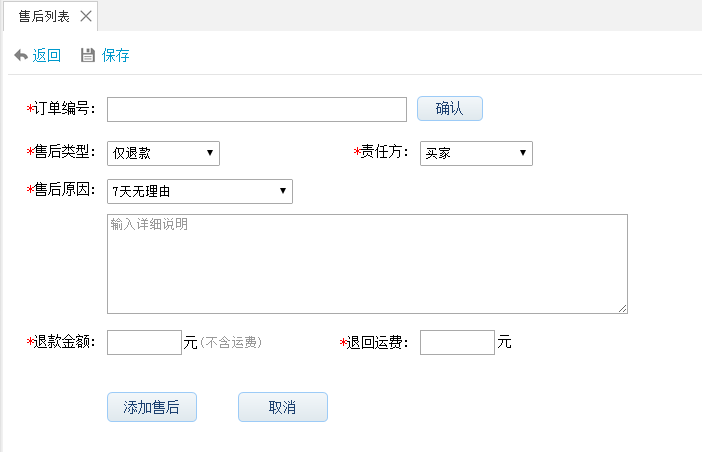 售后列表
返回 保存
*订单编号： 确认
*售后类型： 仅退款 *责任方： 买家
*售后原因： 7天无理由
输入详细说明
*退款金额： 元(不含运费) *退回运费： 元
添加售后 取消